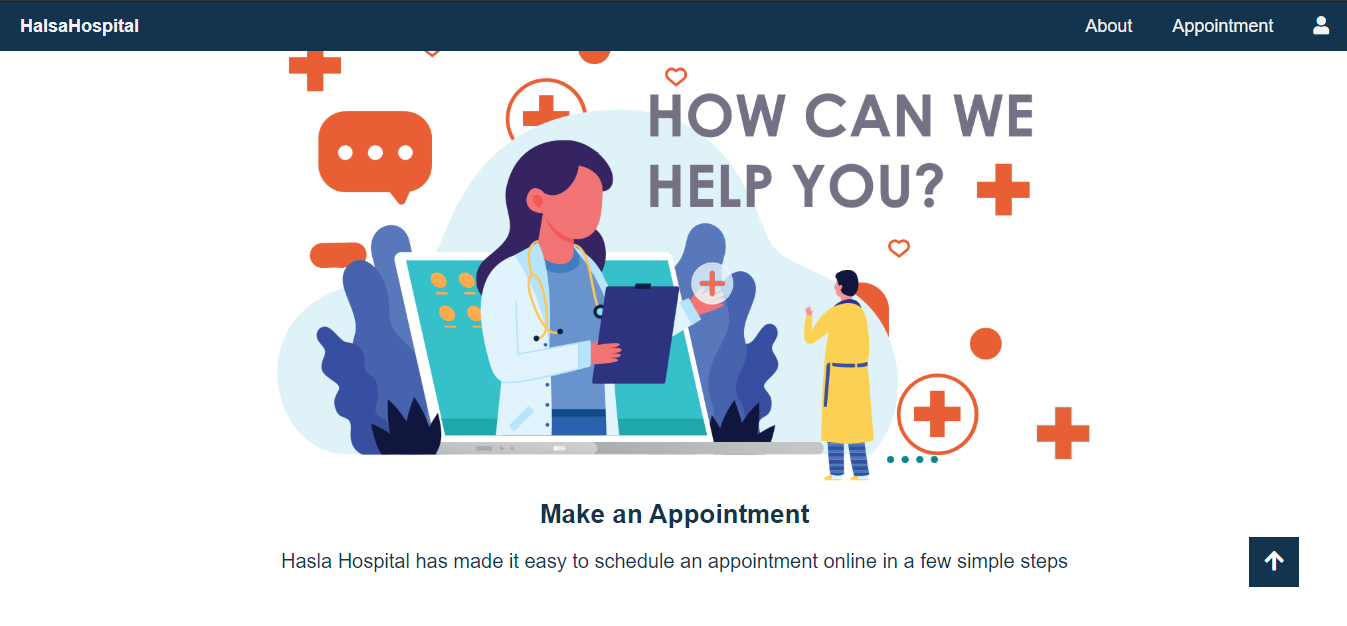 HalsaHospital
About
Appointment
HOW CAN WE
HELP YOU?
Make an Appointment
Hasla Hospital has made it easy to schedule an appointment online in a few simple steps